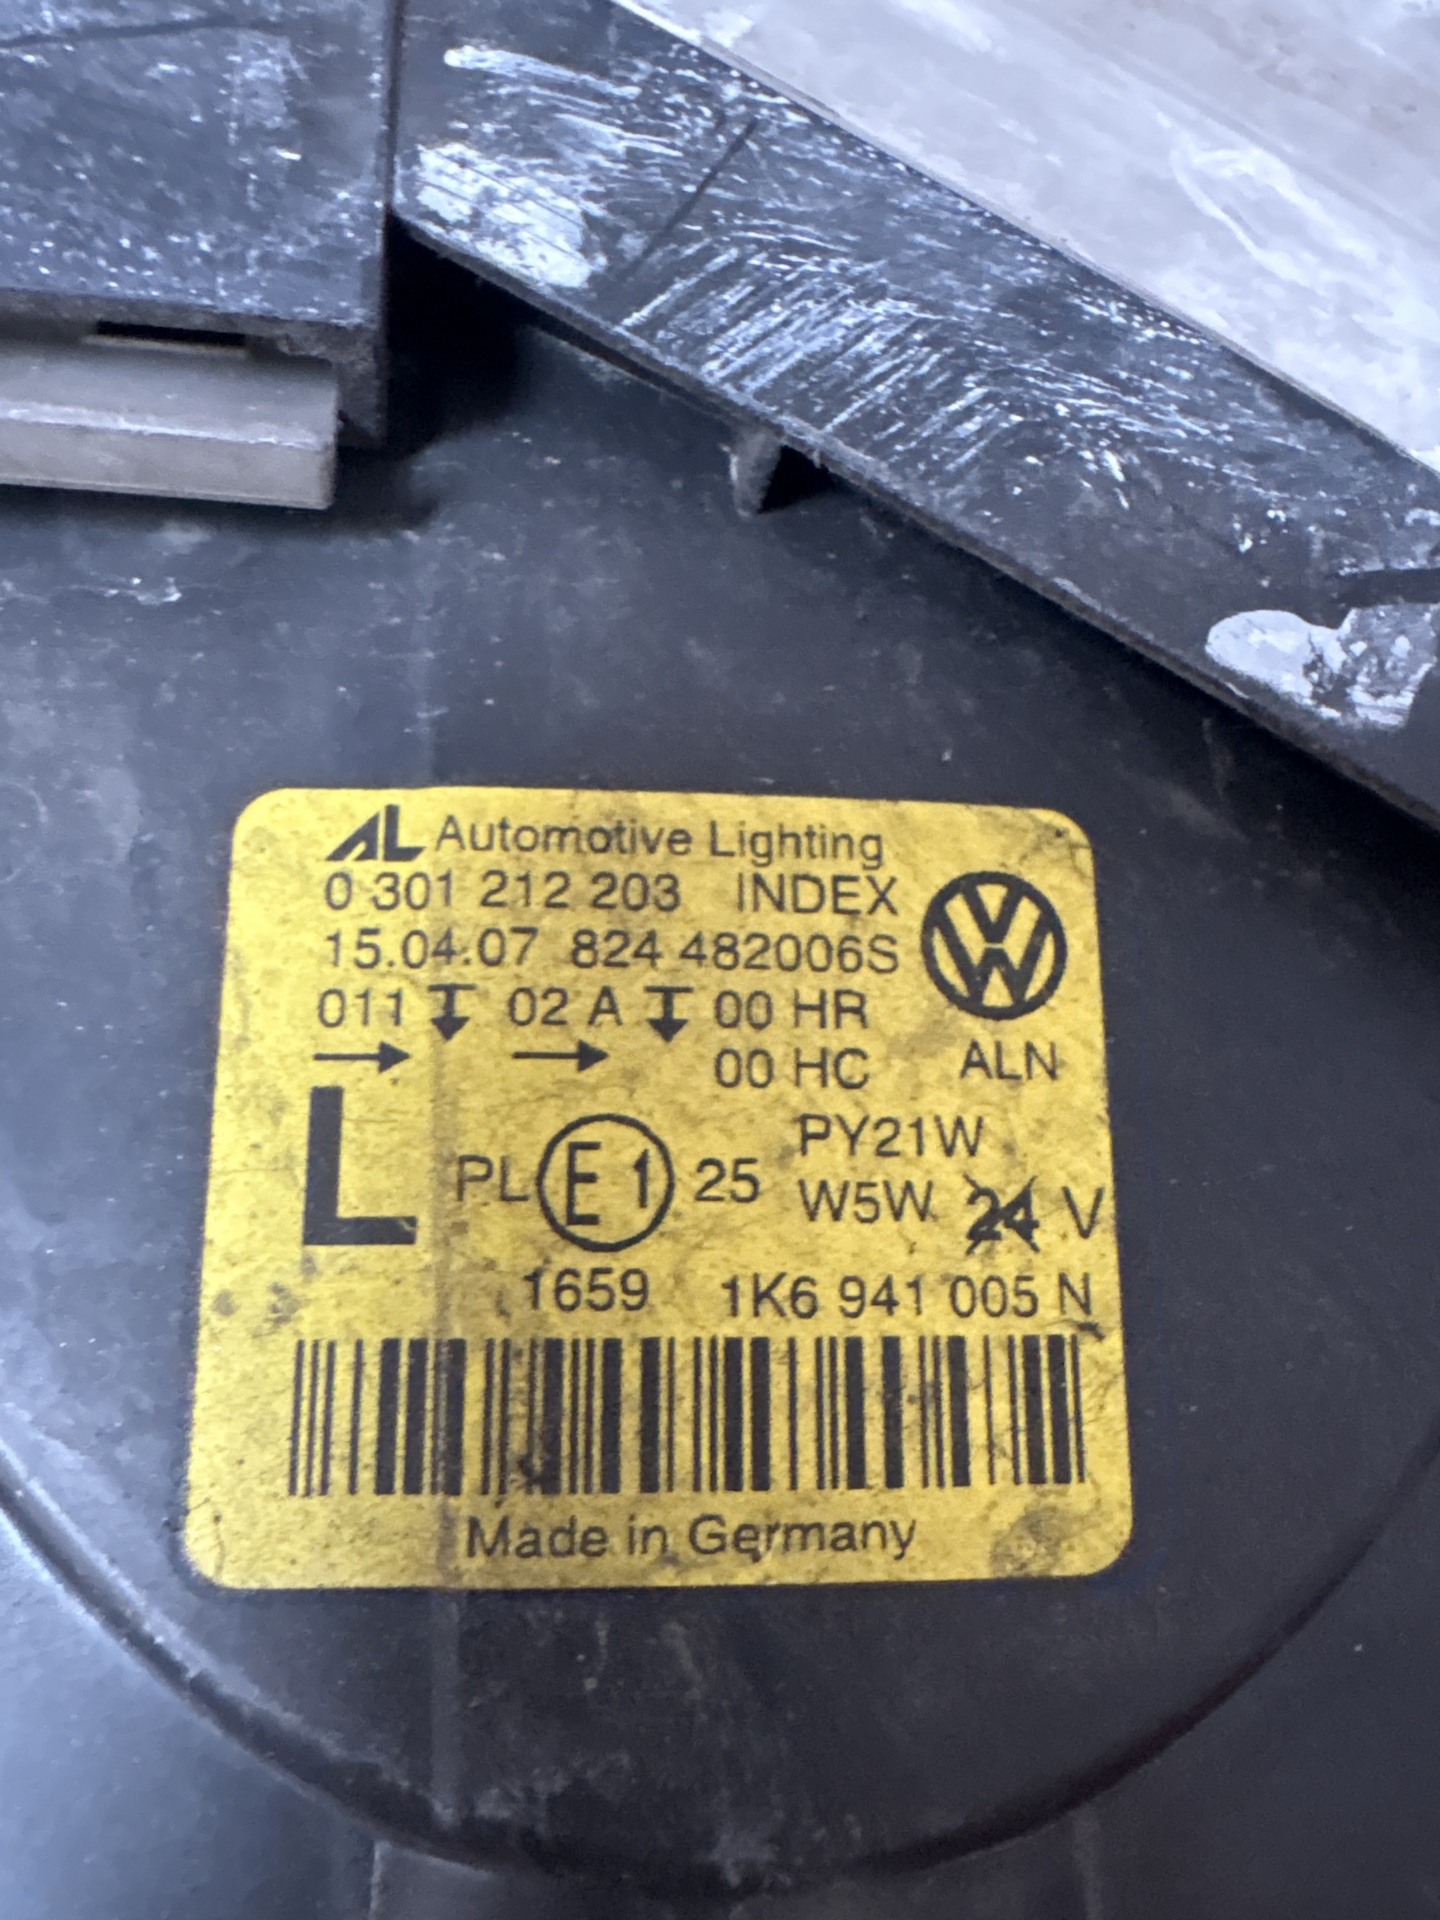 AL Automotive Lighting
0 301 212 203 INDEX
15.04.07 824 482006S
011 02 A 00 HR
00 HC ALN
L PL E1 25 PY21W
W5W 24 V
1659 1K6 941 005 N
Made in Germany